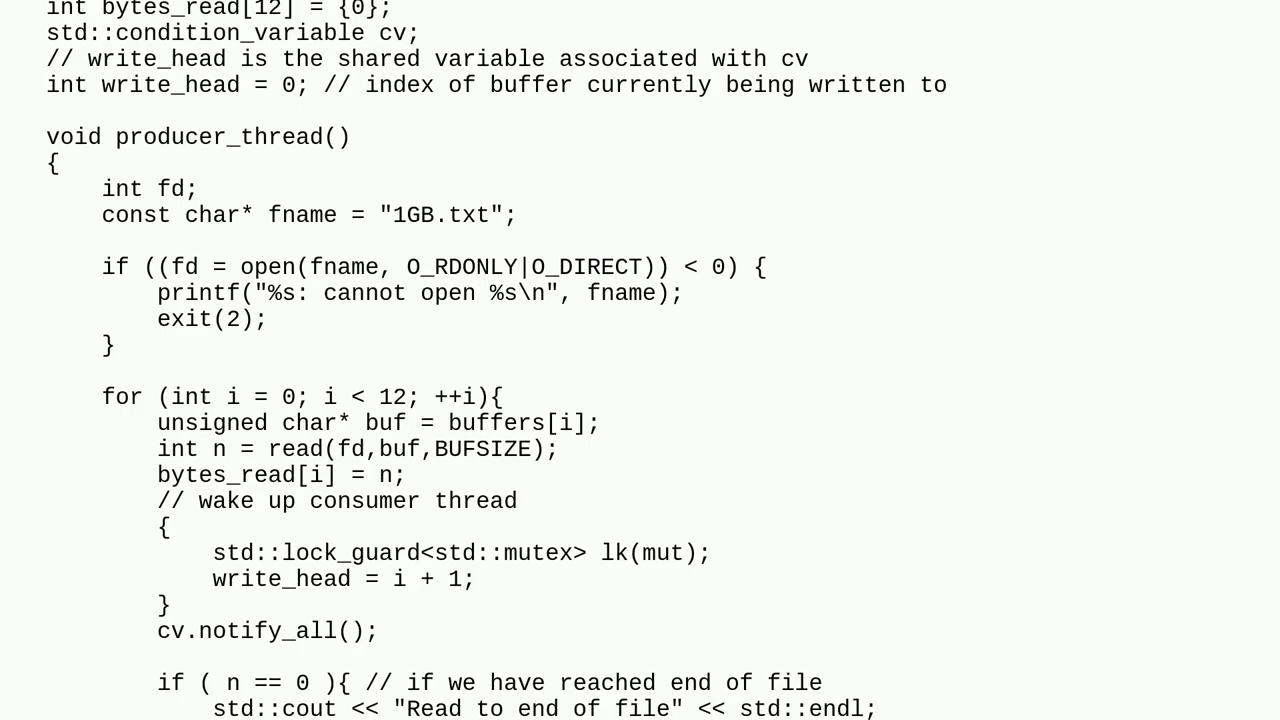 int bytes_read[12] = {0};
std::condition_variable cv;
// write_head is the shared variable associated with cv
int write_head = 0; // index of buffer currently being written to
void producer_thread()
{
int fd;
const char* fname = "1GB.txt";
if ((fd = open(fname, O_RDONLY|O_DIRECT)) < 0) {
printf("%s: cannot open %s\n", fname);
exit(2);
}
for (int i = 0; i < 12; ++i){
unsigned char* buf = buffers[i];
int n = read(fd,buf,BUFSIZE);
bytes_read[i] = n;
// wake up consumer thread
{
std::lock_guard<std::mutex> lk(mut);
write_head = i + 1;
}
cv.notify_all();
if ( n == 0 ){ // if we have reached end of file
std::cout << "Read to end of file" << std::endl;